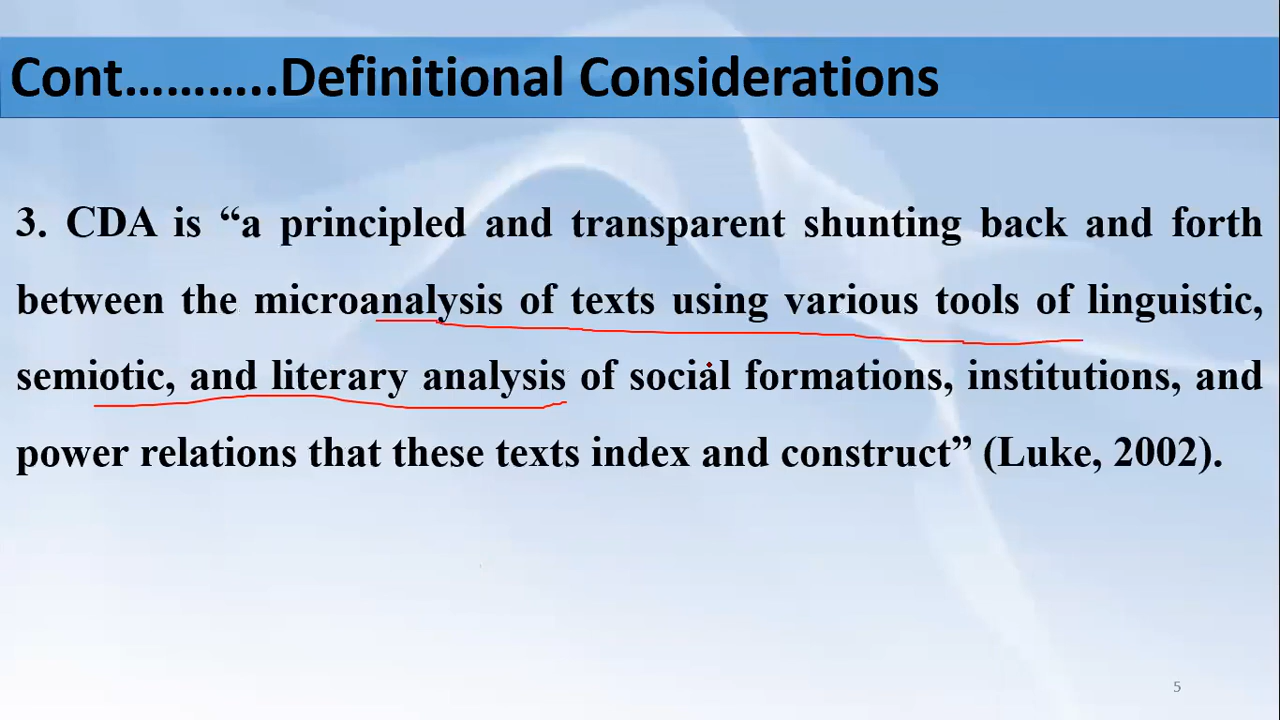 Cont………..Definitional Considerations
3. CDA is “a principled and transparent shunting back and forth
between the microanalysis of texts using various tools of linguistic,
semiotic, and literary analysis of social formations, institutions, and
power relations that these texts index and construct” (Luke, 2002).
5